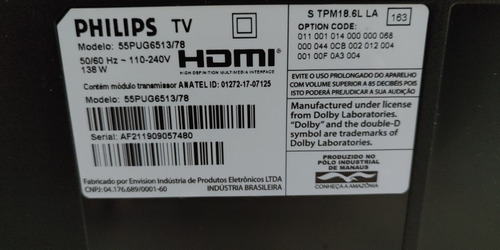 PHILIPS TV
Modelo: 55PUG6513/78
50/60 Hz ~ 110-240V
138 W
HDMI
HIGH DEFINITION MULTIMEDIA INTERFACE
Contém módulo transmissor ANATEL ID: 01272-17-07125
Modelo: 55PUG6513/78
Serial: AF211909057480
Fabricado por Envision Indústria de Produtos Eletrônicos LTDA
CNPJ: 04.176.689/0001-60
INDÚSTRIA BRASILEIRA
S TPM18.6L LA
163
OPTION CODE:
011 001 014 000 000 068
000 044 0CB 002 012 004
001 00F 0A3 004
EVITE O USO PROLONGADO DO APARELHO
COM VOLUME SUPERIOR A 85 DECIBÉIS POIS
ISTO PODERÁ PREJUDICAR A SUA AUDIÇÃO
Manufactured under license
from Dolby Laboratories.
"Dolby" and the double-D
symbol are trademarks of
Dolby Laboratories.
PRODUZIDO NO
PÓLO INDUSTRIAL
DE MANAUS
CONHEÇA A AMAZÔNIA